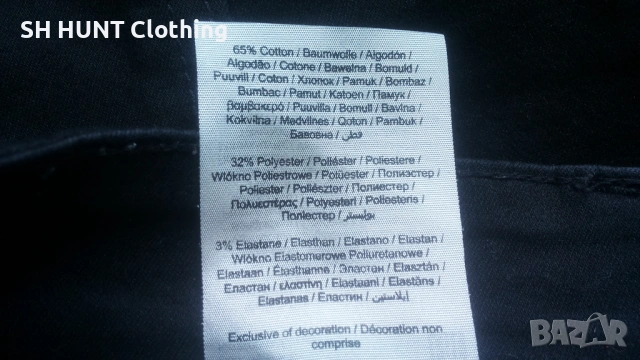 SH HUNT Clothing
65% Cotton / Baumwolle / Algodón /
Algodão / Cotone / Bawełna / Bomuld /
Puuvill / Coton / Хлопок / Pamuk / Bombaz /
Bumbac / Pamut / Katoen / Памук /
βαμβακερό / Puuvilla / Bomull / Bavlna /
Kokvilna / Medvilnes / Qoton / Pambuk /
Бавовна / قطن
32% Polyester / Poliéster / Poliestere /
Włókno Poliestrowe / Polüester / Полиэстер /
Poliester / Poliészter / Полиестер /
Πολυεστέρας / Polyesteri / Poliesteris /
Поліестер / بوليستر
3% Elastane / Elasthan / Elastano / Elastan /
Włókno Elastomerowe Poliuretanowe /
Elastaan / Élasthanne / Эластан / Elasztán /
Еластан / ελαστίνη / Elastaani / Elastāns /
Elastanas / Еластин / إيلاستين
Exclusive of decoration / Décoration non
comprise
BAZAR